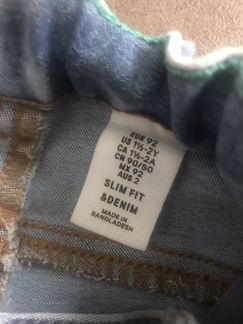 EUR 92
US 1½-2Y
CA 1½-2A
CN 90/50
MX 92
AUS 2
SLIM FIT
&DENIM
MADE IN
BANGLADESH